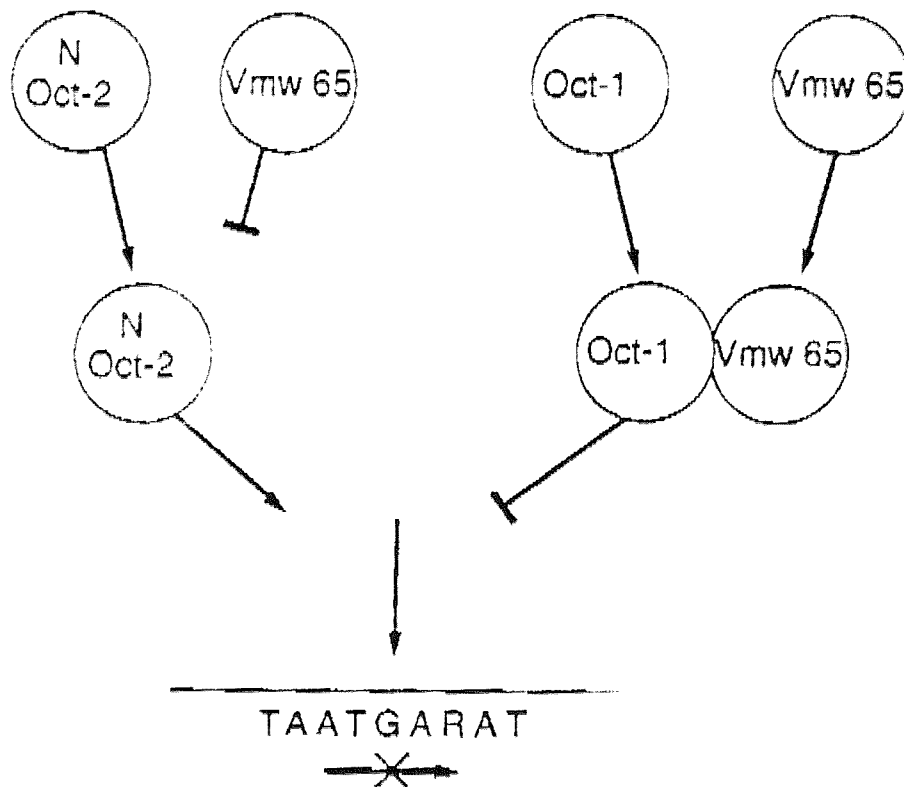 N
Oct-2
Vmw 65
Oct-1
Vmw 65
N
Oct-2
Oct-1
Vmw 65
TAATGARAT